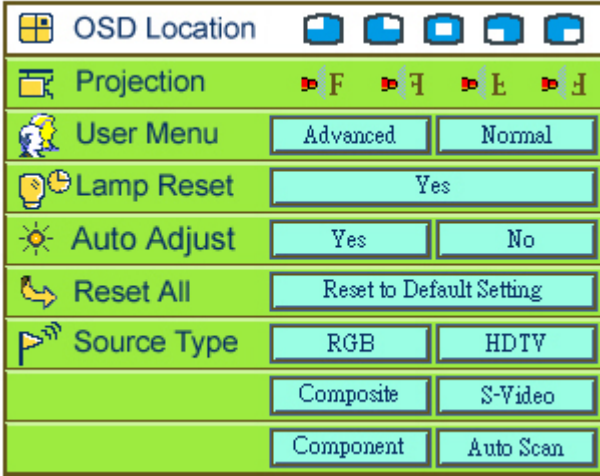 OSD Location
Projection F F F F
User Menu Advanced Normal
Lamp Reset Yes
Auto Adjust Yes No
Reset All Reset to Default Setting
Source Type RGB HDTV
Composite S-Video
Component Auto Scan